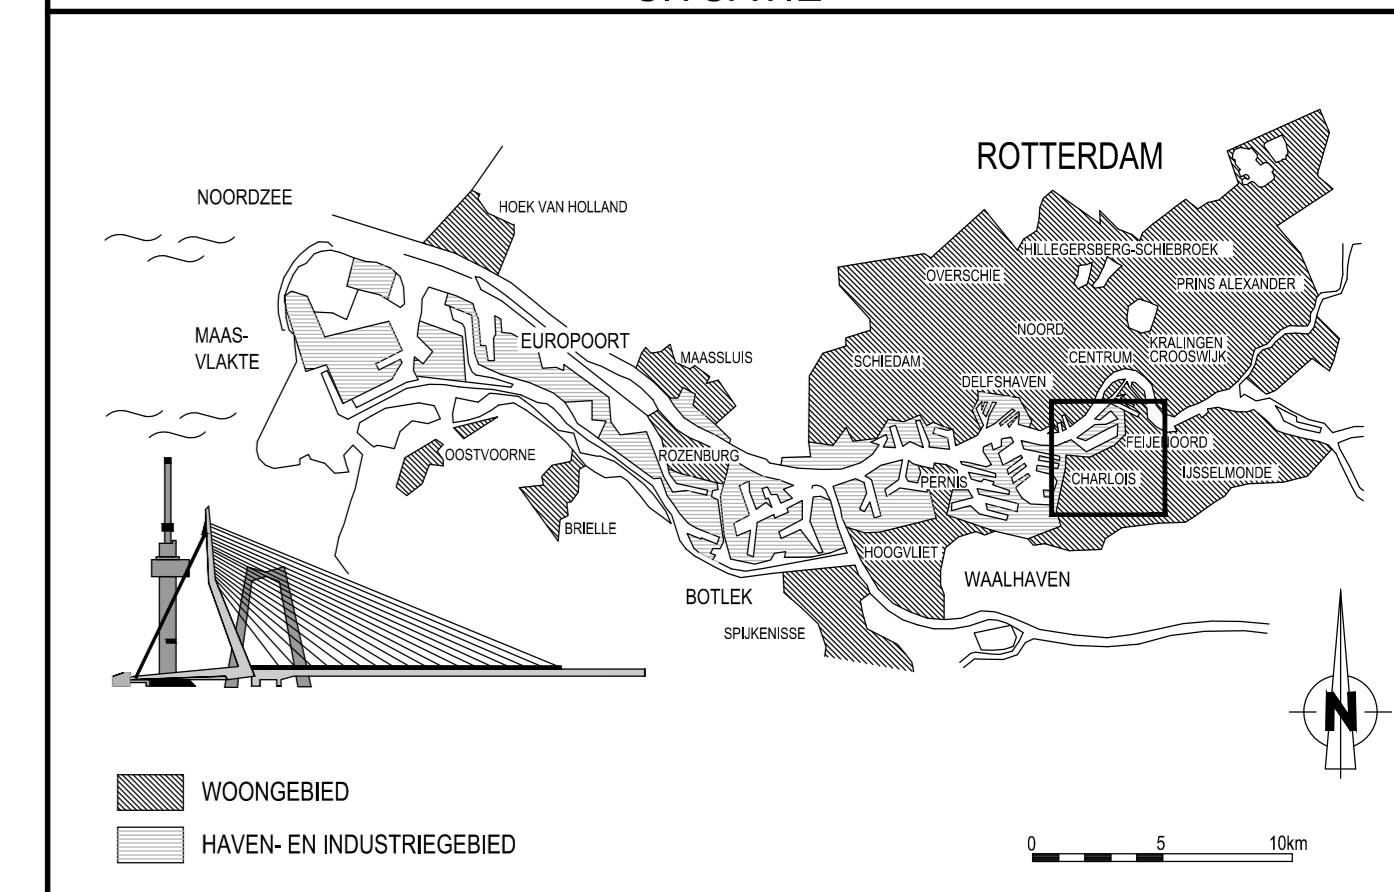 ROTTERDAM
NOORDZEE
HOEK VAN HOLLAND
HILLEGERSBERG-SCHIEBROEK
OVERSCHIE
PRINS ALEXANDER
MAAS-
VLAKTE
EUROPOORT
NOORD
KRALINGEN
CROOSWIJK
MAASSLUIS
SCHIEDAM
CENTRUM
DELFSHAVEN
FEIJENOORD
OOSTVOORNE
ROZENBURG
PERNIS
CHARLOIS
IJSSELMONDE
BRIELLE
HOOGVLIET
WAALHAVEN
BOTLEK
SPIJKENISSE
N
WOONGEBIED
HAVEN- EN INDUSTRIEGEBIED
0 5 10km